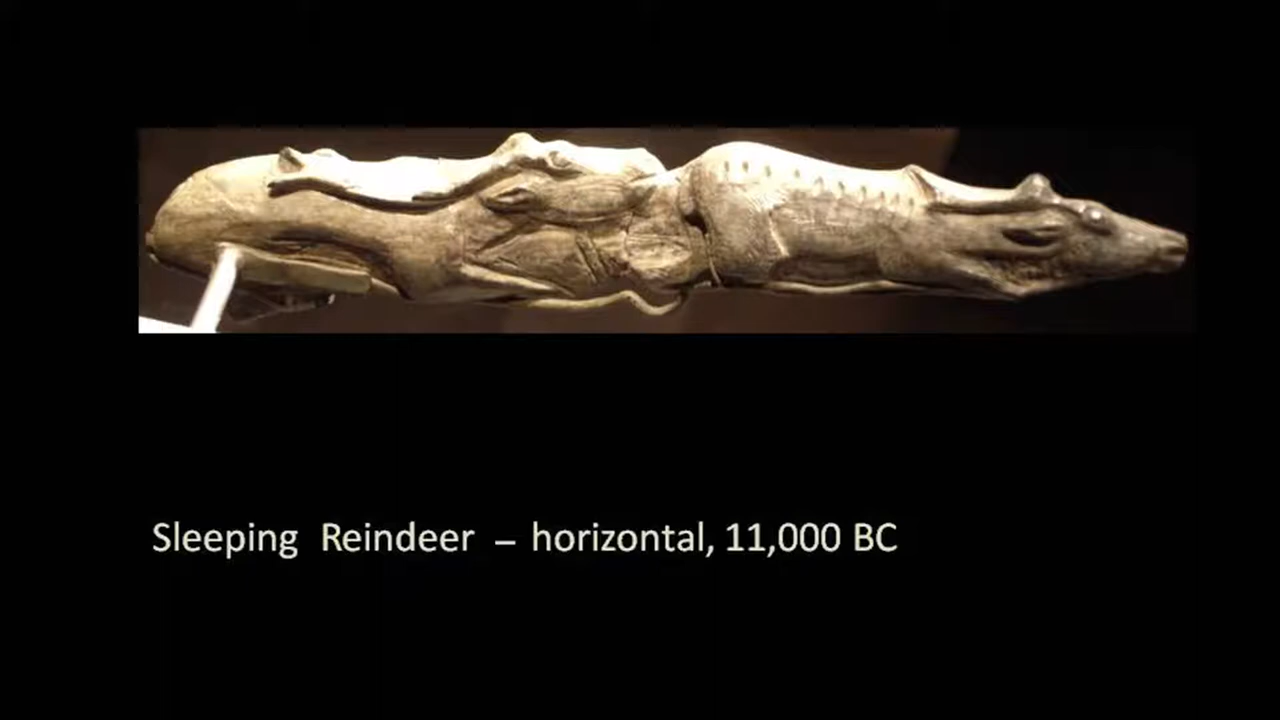 Sleeping Reindeer – horizontal, 11,000 BC